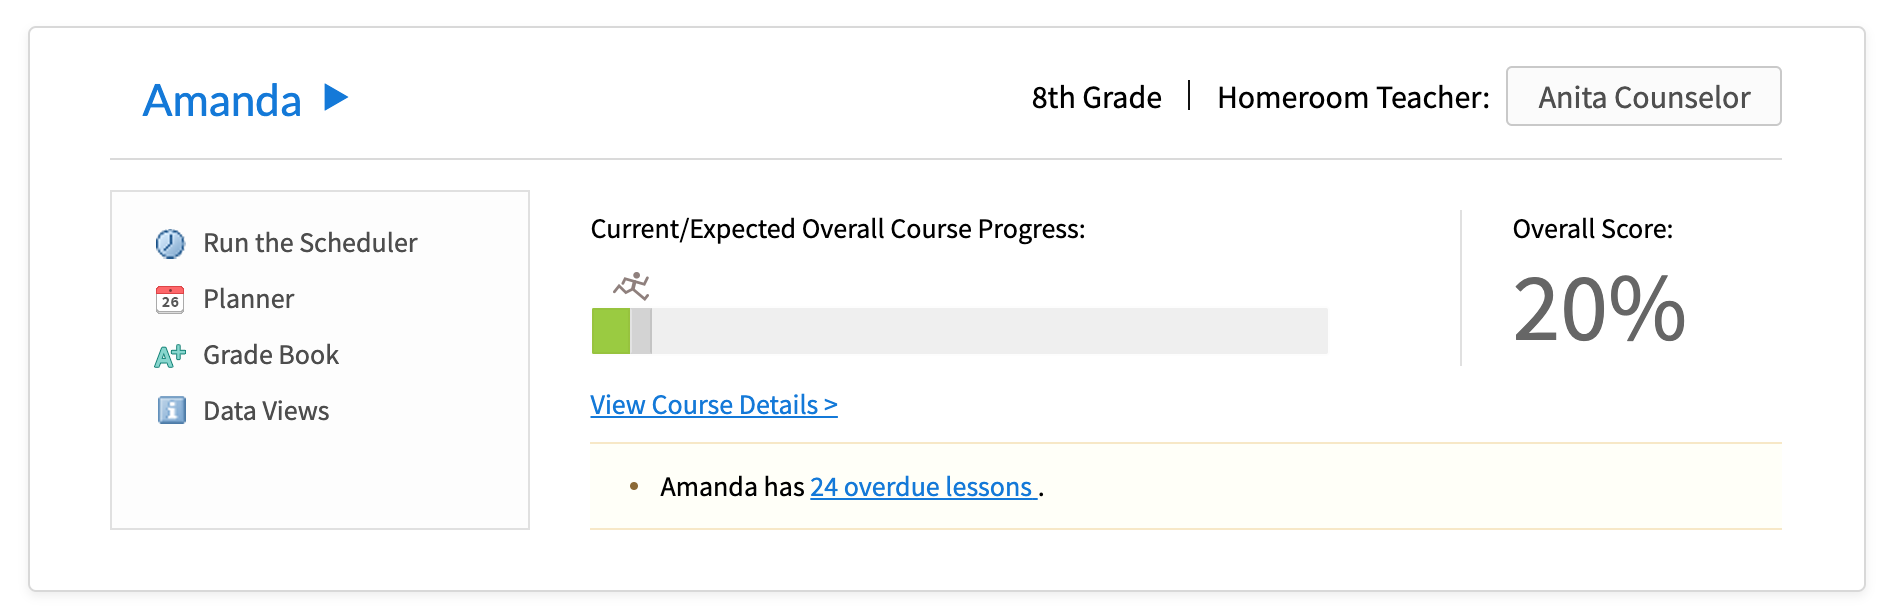 Amanda
8th Grade | Homeroom Teacher: Anita Counselor
Run the Scheduler
26 Planner
A+ Grade Book
i Data Views
Current/Expected Overall Course Progress:
View Course Details >
Overall Score:
20%
• Amanda has 24 overdue lessons .